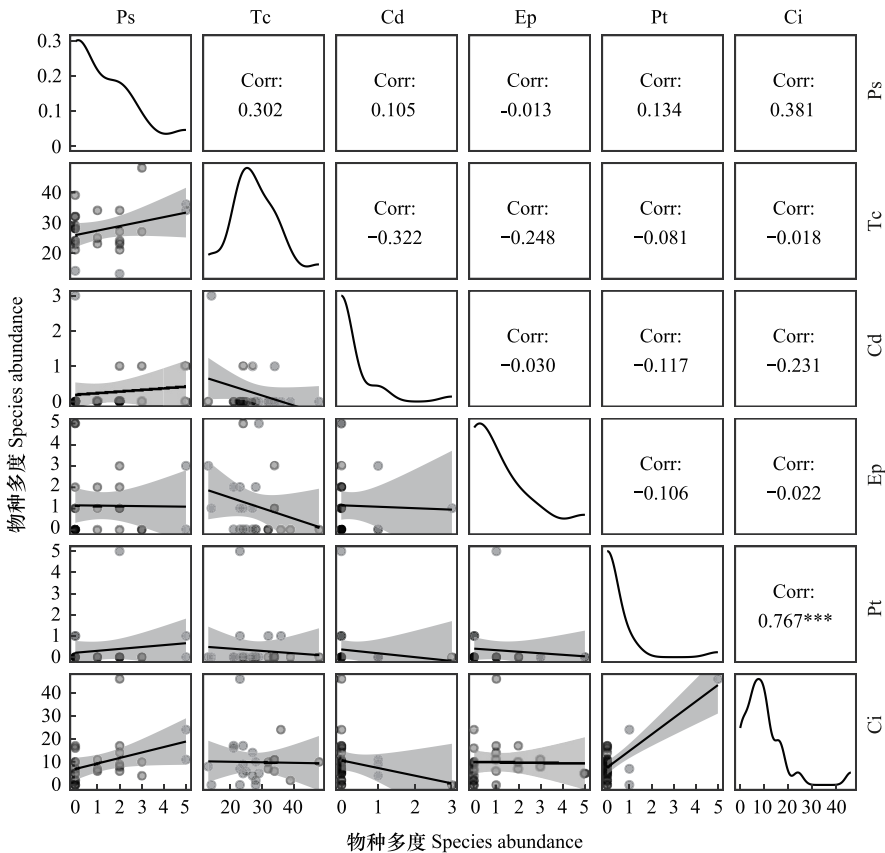 Ps Tc Cd Ep Pt Ci
0.3
0.2
0.1
0
Corr:
0.302
Corr:
0.105
Corr:
-0.013
Corr:
0.134
Corr:
0.381
Ps
40
30
20
Corr:
−0.322
Corr:
−0.248
Corr:
−0.081
Corr:
−0.018
Tc
3
2
1
0
Corr:
−0.030
Corr:
−0.117
Corr:
−0.231
Cd
5
4
3
2
1
0
Corr:
−0.106
Corr:
−0.022
Ep
5
4
3
2
1
0
Corr:
0.767***
Pt
40
30
20
10
0
Ci
0 1 2 3 4 5
20 30 40
0 1 2 3
0 1 2 3 4 5
0 1 2 3 4 5
0 10 20 30 40
物种多度 Species abundance
物种多度 Species abundance